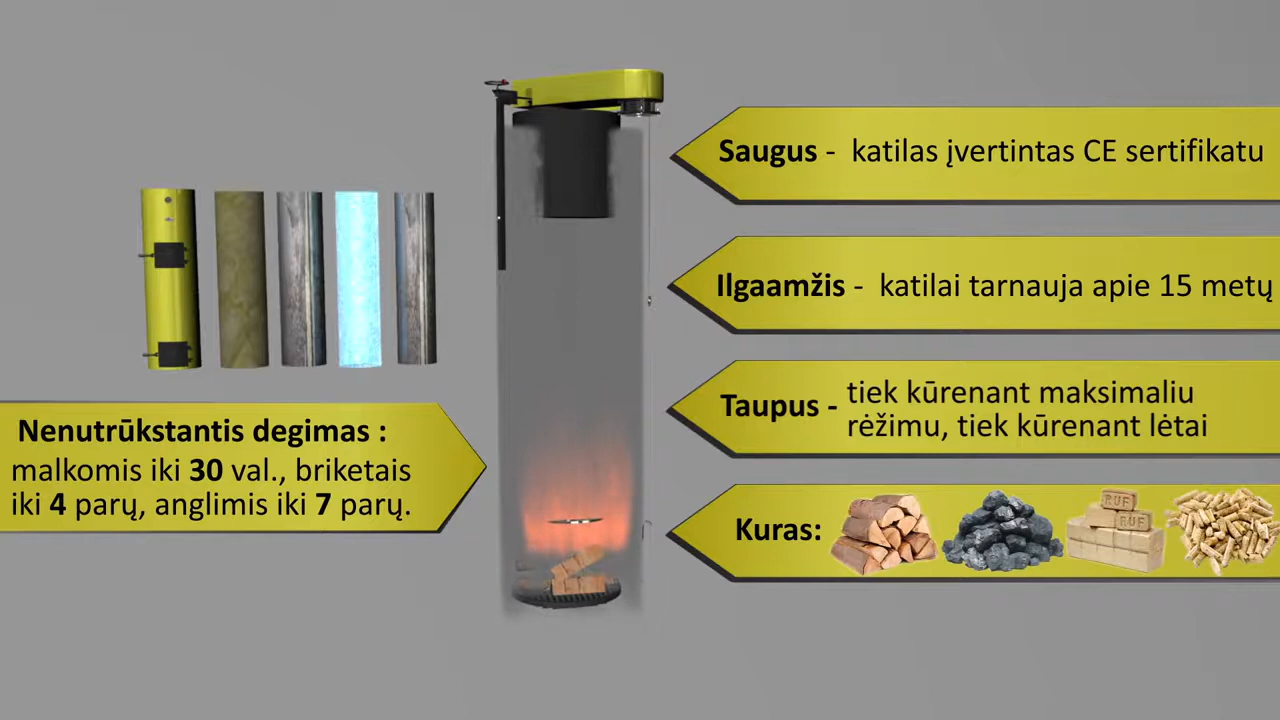 Saugus - katilas įvertintas CE sertifikatu
Ilgaamžis - katilai tarnauja apie 15 metų
Taupus - tiek kūrenant maksimaliu
rėžimu, tiek kūrenant lėtai
Nenutrūkstantis degimas :
malkomis iki 30 val., briketais
iki 4 parų, anglimis iki 7 parų.
Kuras:
RUF
RUF